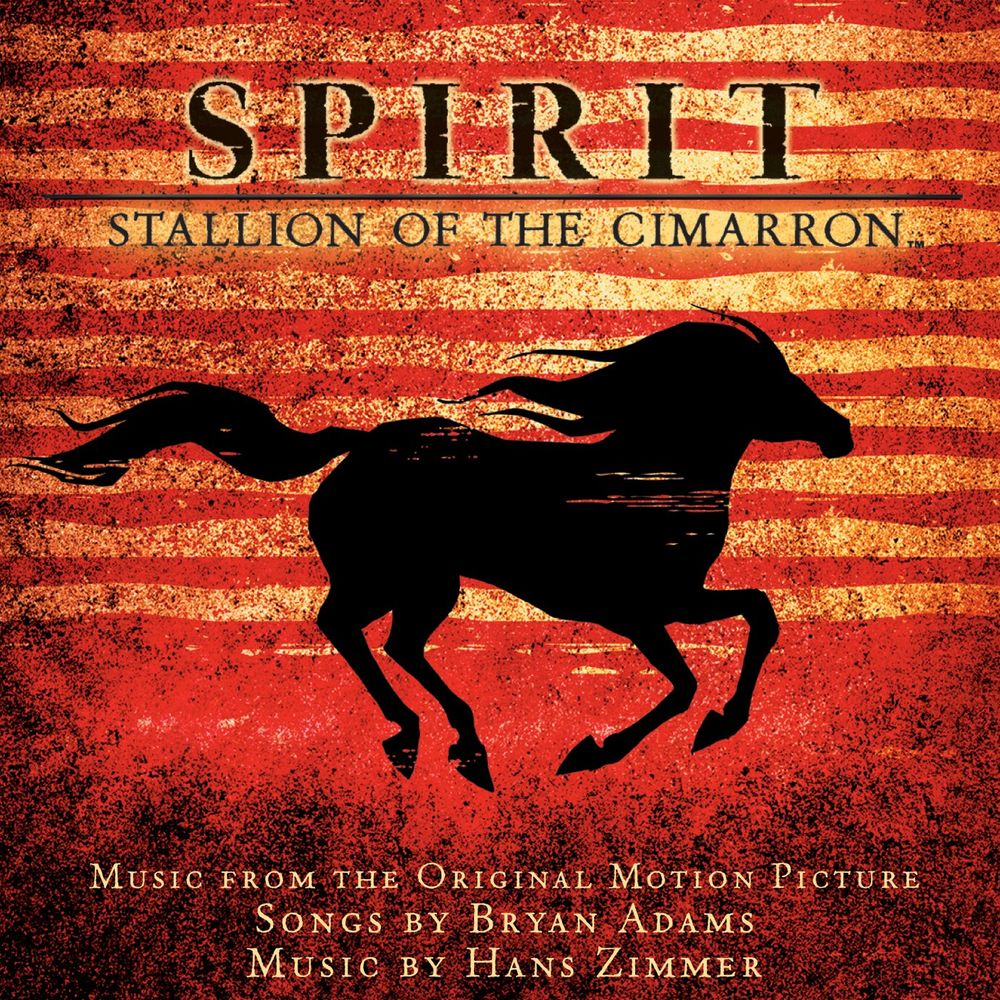 SPIRIT
STALLION OF THE CIMARRON™
MUSIC FROM THE ORIGINAL MOTION PICTURE
SONGS BY BRYAN ADAMS
MUSIC BY HANS ZIMMER